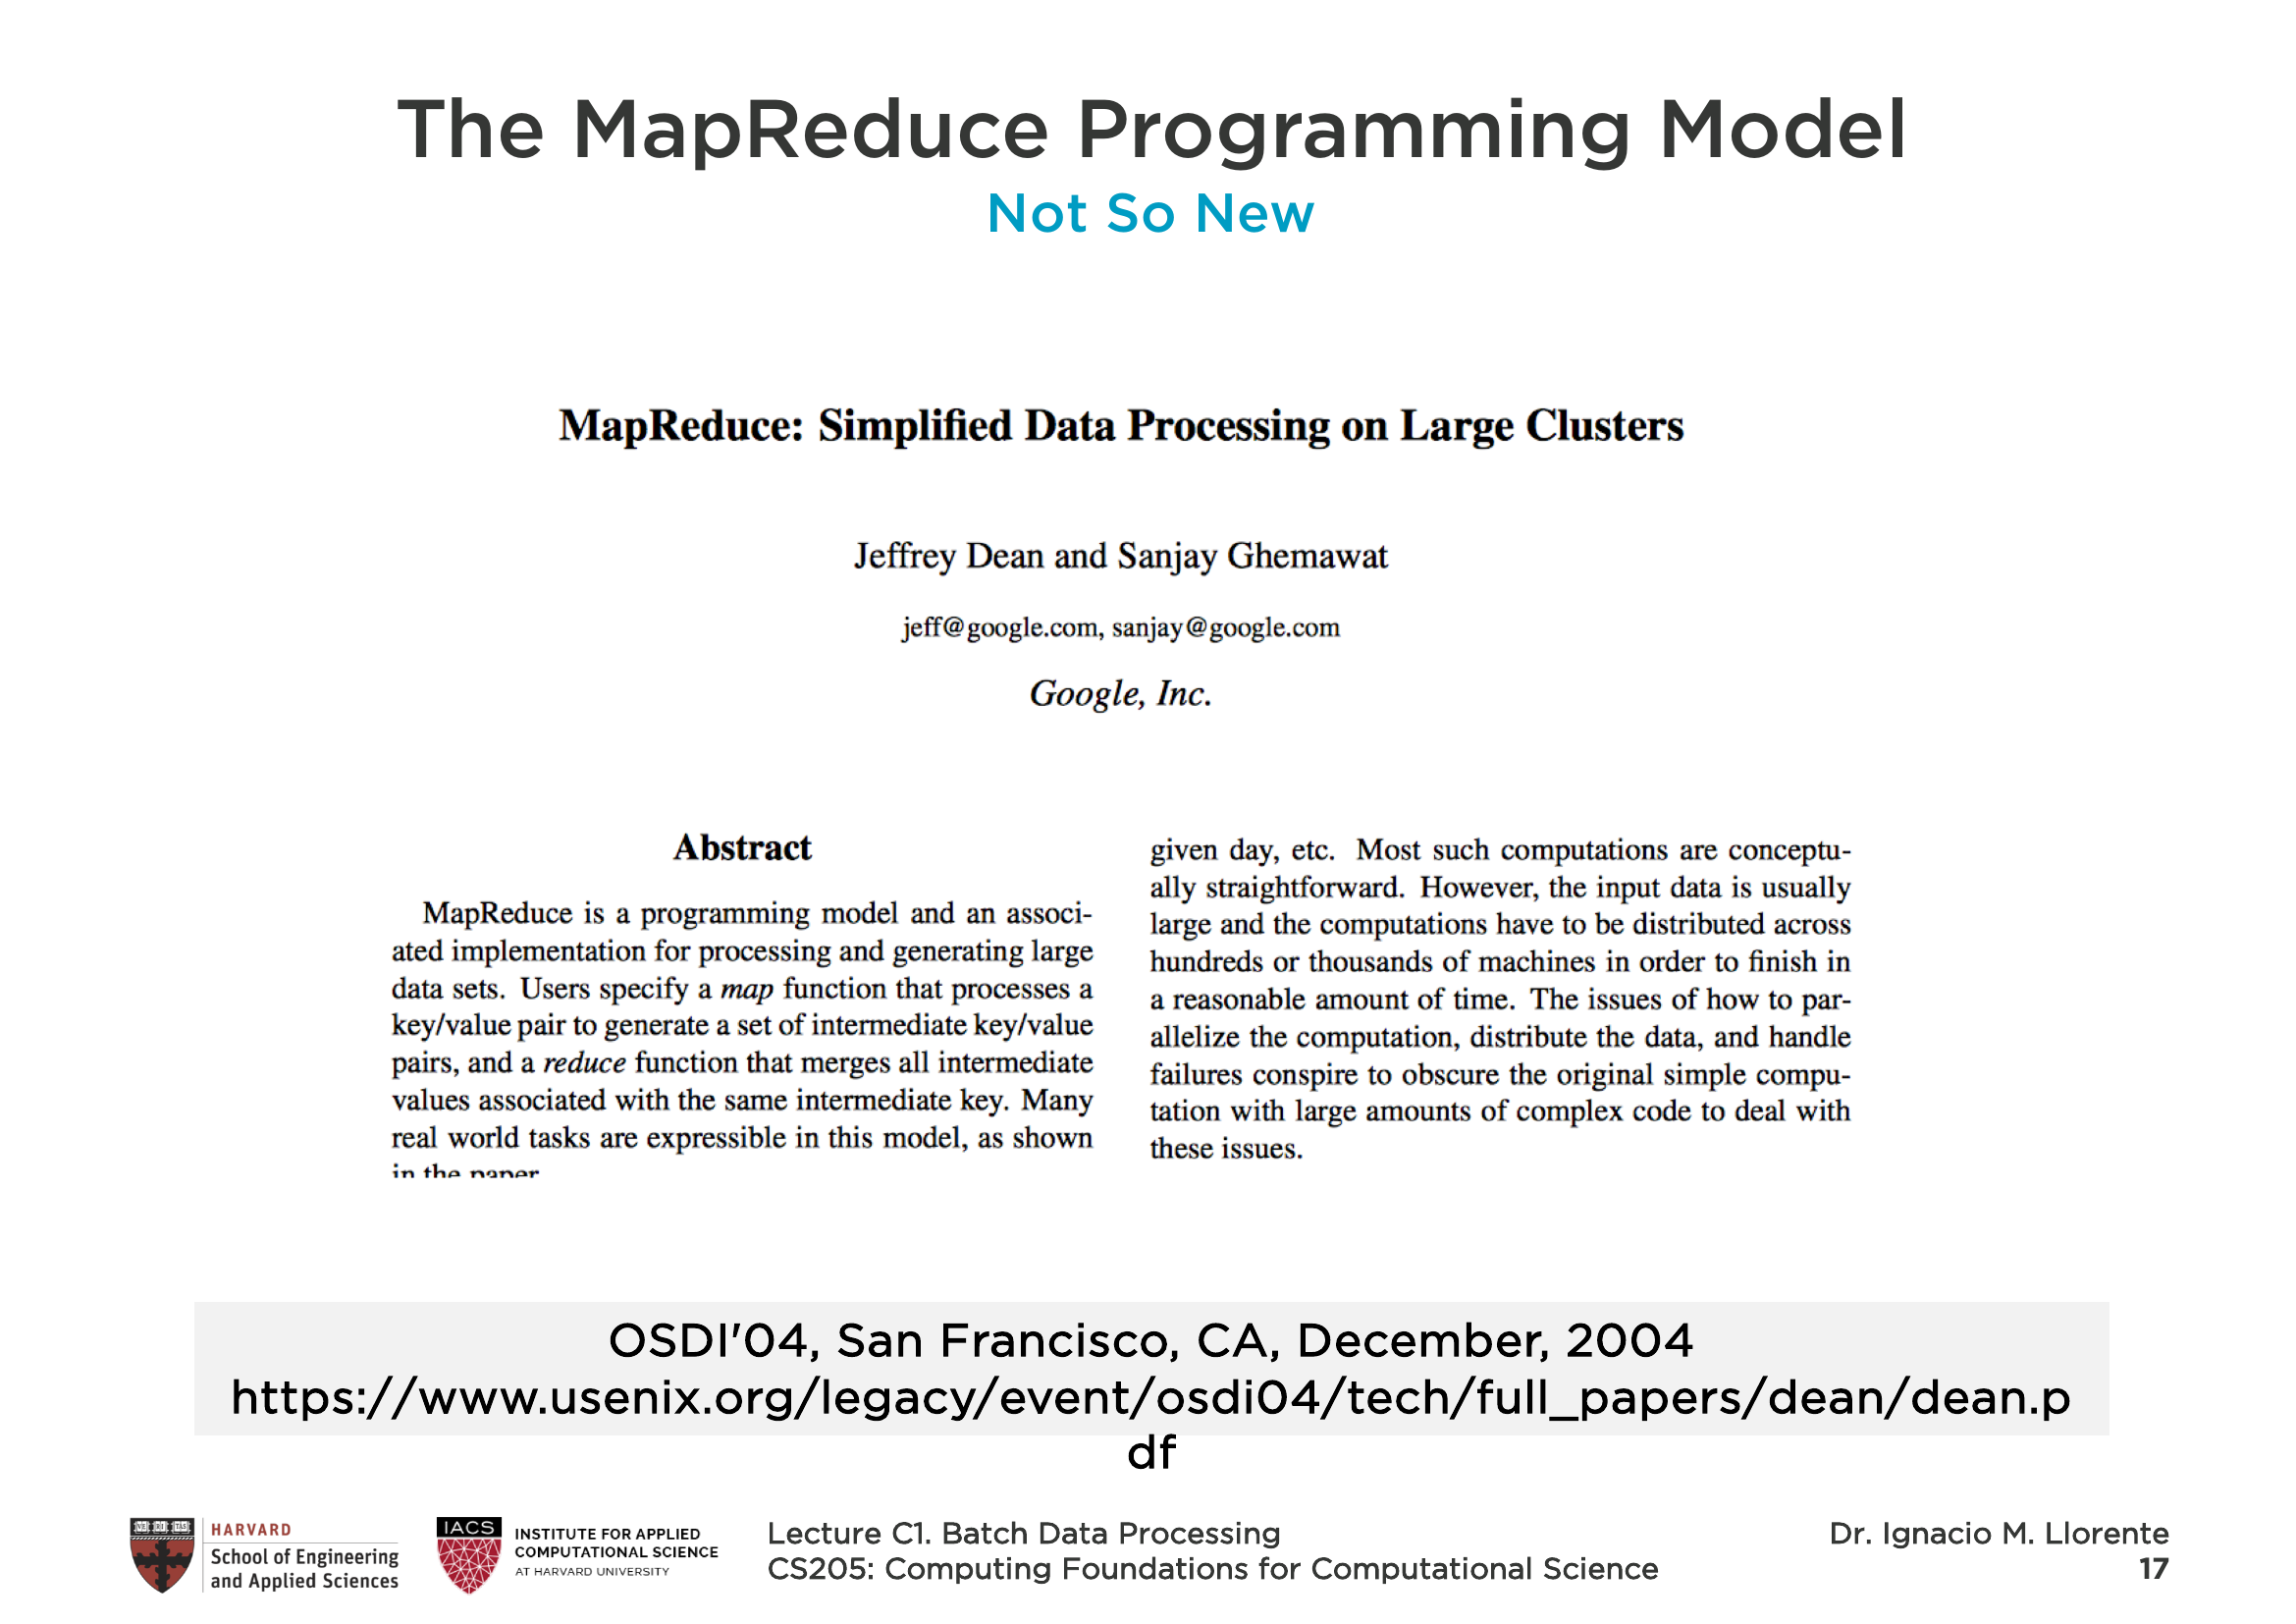 The MapReduce Programming Model
Not So New
MapReduce: Simplified Data Processing on Large Clusters
Jeffrey Dean and Sanjay Ghemawat
jeff@google.com, sanjay@google.com
Google, Inc.
Abstract
MapReduce is a programming model and an associ-
ated implementation for processing and generating large
data sets. Users specify a map function that processes a
key/value pair to generate a set of intermediate key/value
pairs, and a reduce function that merges all intermediate
values associated with the same intermediate key. Many
real world tasks are expressible in this model, as shown
in the paper
given day, etc. Most such computations are conceptu-
ally straightforward. However, the input data is usually
large and the computations have to be distributed across
hundreds or thousands of machines in order to finish in
a reasonable amount of time. The issues of how to par-
allelize the computation, distribute the data, and handle
failures conspire to obscure the original simple compu-
tation with large amounts of complex code to deal with
these issues.
OSDI'04, San Francisco, CA, December, 2004
https://www.usenix.org/legacy/event/osdi04/tech/full_papers/dean/dean.p
df
VE RI TAS
HARVARD
School of Engineering
and Applied Sciences
IACS
INSTITUTE FOR APPLIED
COMPUTATIONAL SCIENCE
AT HARVARD UNIVERSITY
Lecture C1. Batch Data Processing
CS205: Computing Foundations for Computational Science
Dr. Ignacio M. Llorente
17